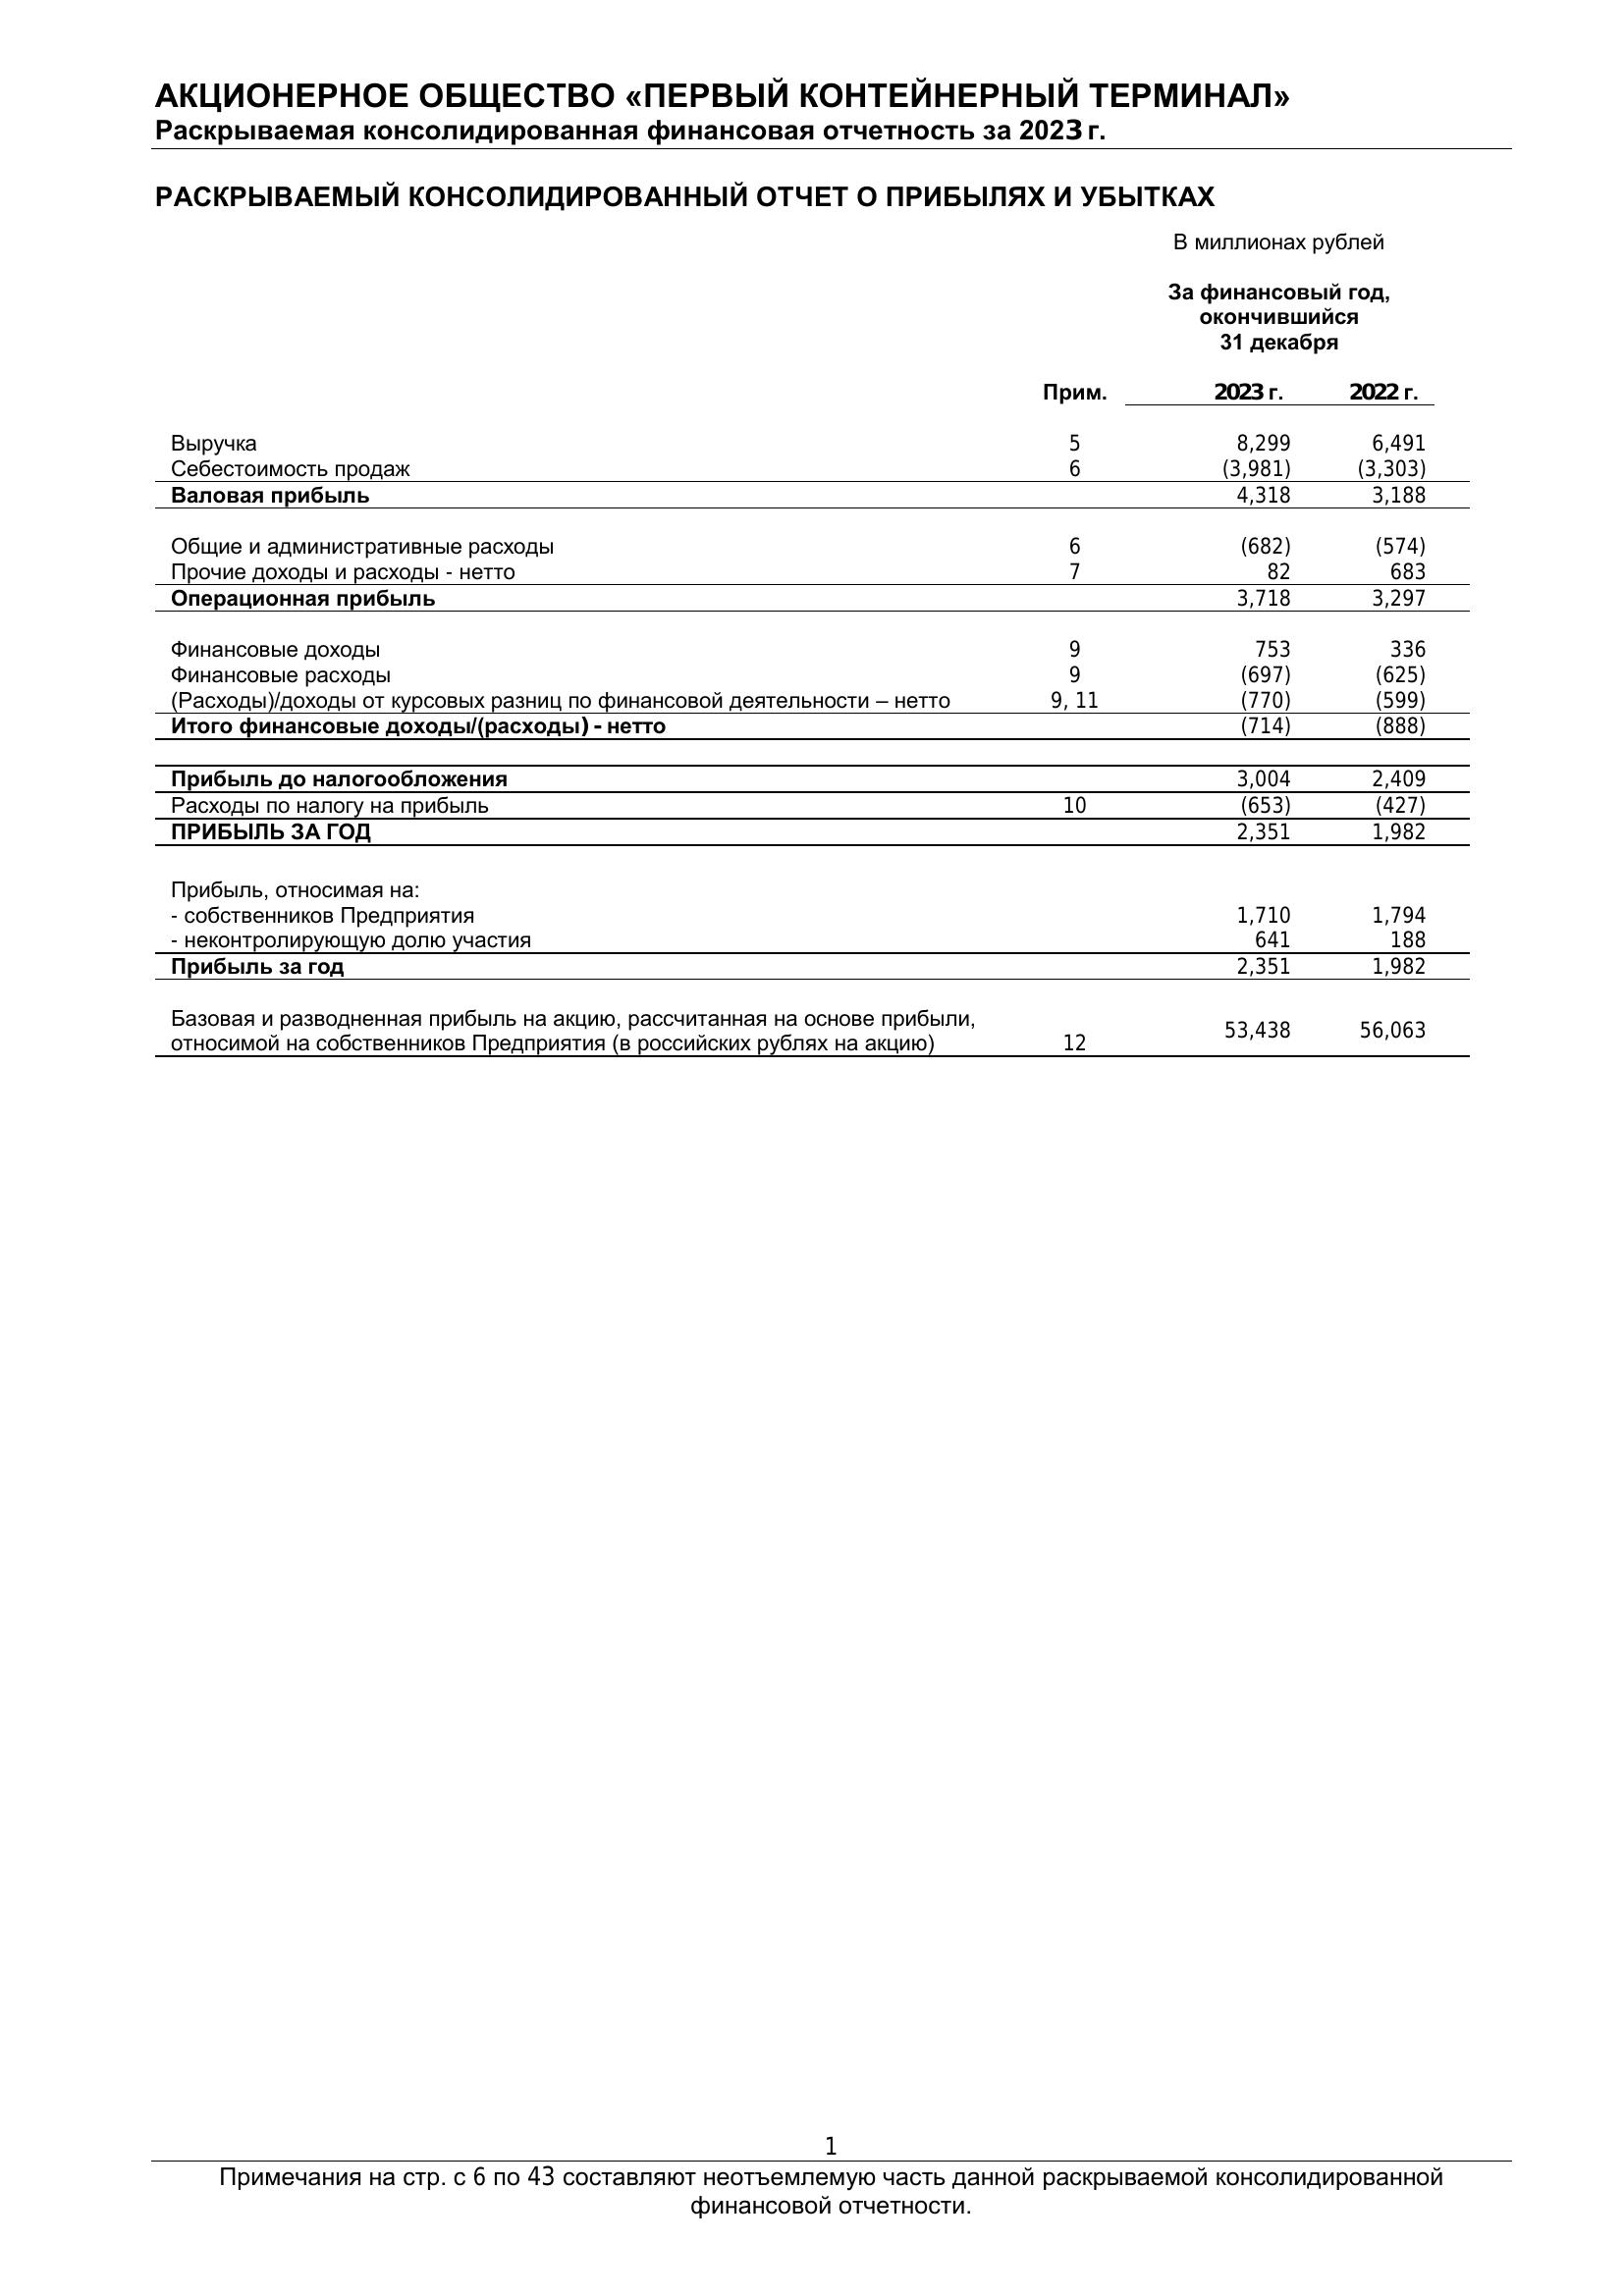 АКЦИОНЕРНОЕ ОБЩЕСТВО «ПЕРВЫЙ КОНТЕЙНЕРНЫЙ ТЕРМИНАЛ»
Раскрываемая консолидированная финансовая отчетность за 2023 г.
РАСКРЫВАЕМЫЙ КОНСОЛИДИРОВАННЫЙ ОТЧЕТ О ПРИБЫЛЯХ И УБЫТКАХ
В миллионах рублей
За финансовый год,
окончившийся
31 декабря
Прим. 2023 г. 2022 г.
Выручка 5 8,299 6,491
Себестоимость продаж 6 (3,981) (3,303)
Валовая прибыль 4,318 3,188
Общие и административные расходы 6 (682) (574)
Прочие доходы и расходы - нетто 7 82 683
Операционная прибыль 3,718 3,297
Финансовые доходы 9 753 336
Финансовые расходы 9 (697) (625)
(Расходы)/доходы от курсовых разниц по финансовой деятельности – нетто 9, 11 (770) (599)
Итого финансовые доходы/(расходы) - нетто (714) (888)
Прибыль до налогообложения 3,004 2,409
Расходы по налогу на прибыль 10 (653) (427)
ПРИБЫЛЬ ЗА ГОД 2,351 1,982
Прибыль, относимая на:
- собственников Предприятия 1,710 1,794
- неконтролирующую долю участия 641 188
Прибыль за год 2,351 1,982
Базовая и разводненная прибыль на акцию, рассчитанная на основе прибыли,
относимой на собственников Предприятия (в российских рублях на акцию) 12 53,438 56,063
1
Примечания на стр. с 6 по 43 составляют неотъемлемую часть данной раскрываемой консолидированной
финансовой отчетности.